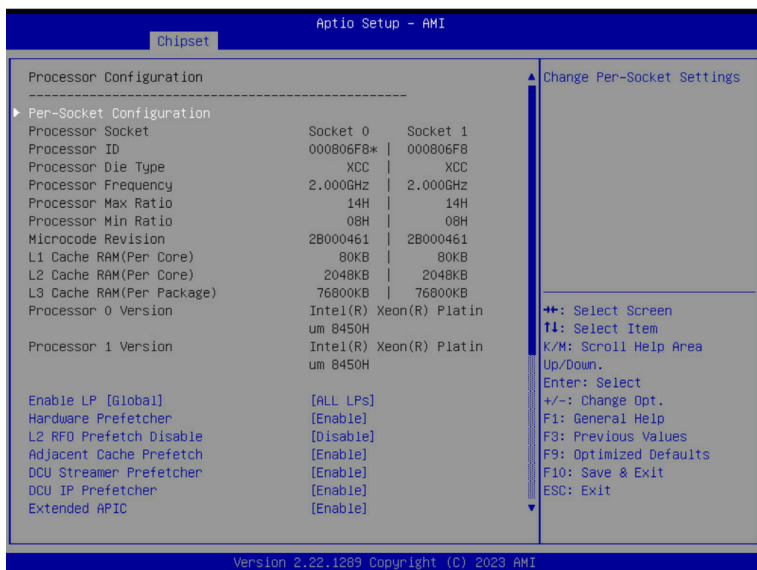 Aptio Setup – AMI
Chipset
Processor Configuration
--------------------------------------------------
Per-Socket Configuration
Processor Socket Socket 0 Socket 1
Processor ID 000806F8* | 000806F8
Processor Die Type XCC | XCC
Processor Frequency 2.000GHz | 2.000GHz
Processor Max Ratio 14H | 14H
Processor Min Ratio 08H | 08H
Microcode Revision 2B000461 | 2B000461
L1 Cache RAM(Per Core) 80KB | 80KB
L2 Cache RAM(Per Core) 2048KB | 2048KB
L3 Cache RAM(Per Package) 76800KB | 76800KB
Processor 0 Version Intel(R) Xeon(R) Platin
um 8450H
Processor 1 Version Intel(R) Xeon(R) Platin
um 8450H
Enable LP [Global] [ALL LPs]
Hardware Prefetcher [Enable]
L2 RFO Prefetch Disable [Disable]
Adjacent Cache Prefetch [Enable]
DCU Streamer Prefetcher [Enable]
DCU IP Prefetcher [Enable]
Extended APIC [Enable]
Change Per-Socket Settings
→←: Select Screen
↑↓: Select Item
K/M: Scroll Help Area
Up/Down.
Enter: Select
+/-: Change Opt.
F1: General Help
F3: Previous Values
F9: Optimized Defaults
F10: Save & Exit
ESC: Exit
Version 2.22.1289 Copyright (C) 2023 AMI